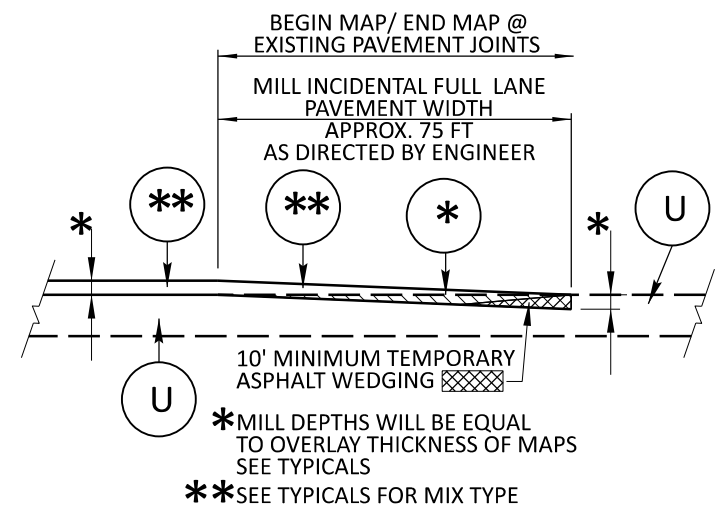 BEGIN MAP/ END MAP @
EXISTING PAVEMENT JOINTS
MILL INCIDENTAL FULL LANE
PAVEMENT WIDTH
APPROX. 75 FT
AS DIRECTED BY ENGINEER
* ** ** * * U
U
10' MINIMUM TEMPORARY
ASPHALT WEDGING
*MILL DEPTHS WILL BE EQUAL
TO OVERLAY THICKNESS OF MAPS
SEE TYPICALS
**SEE TYPICALS FOR MIX TYPE